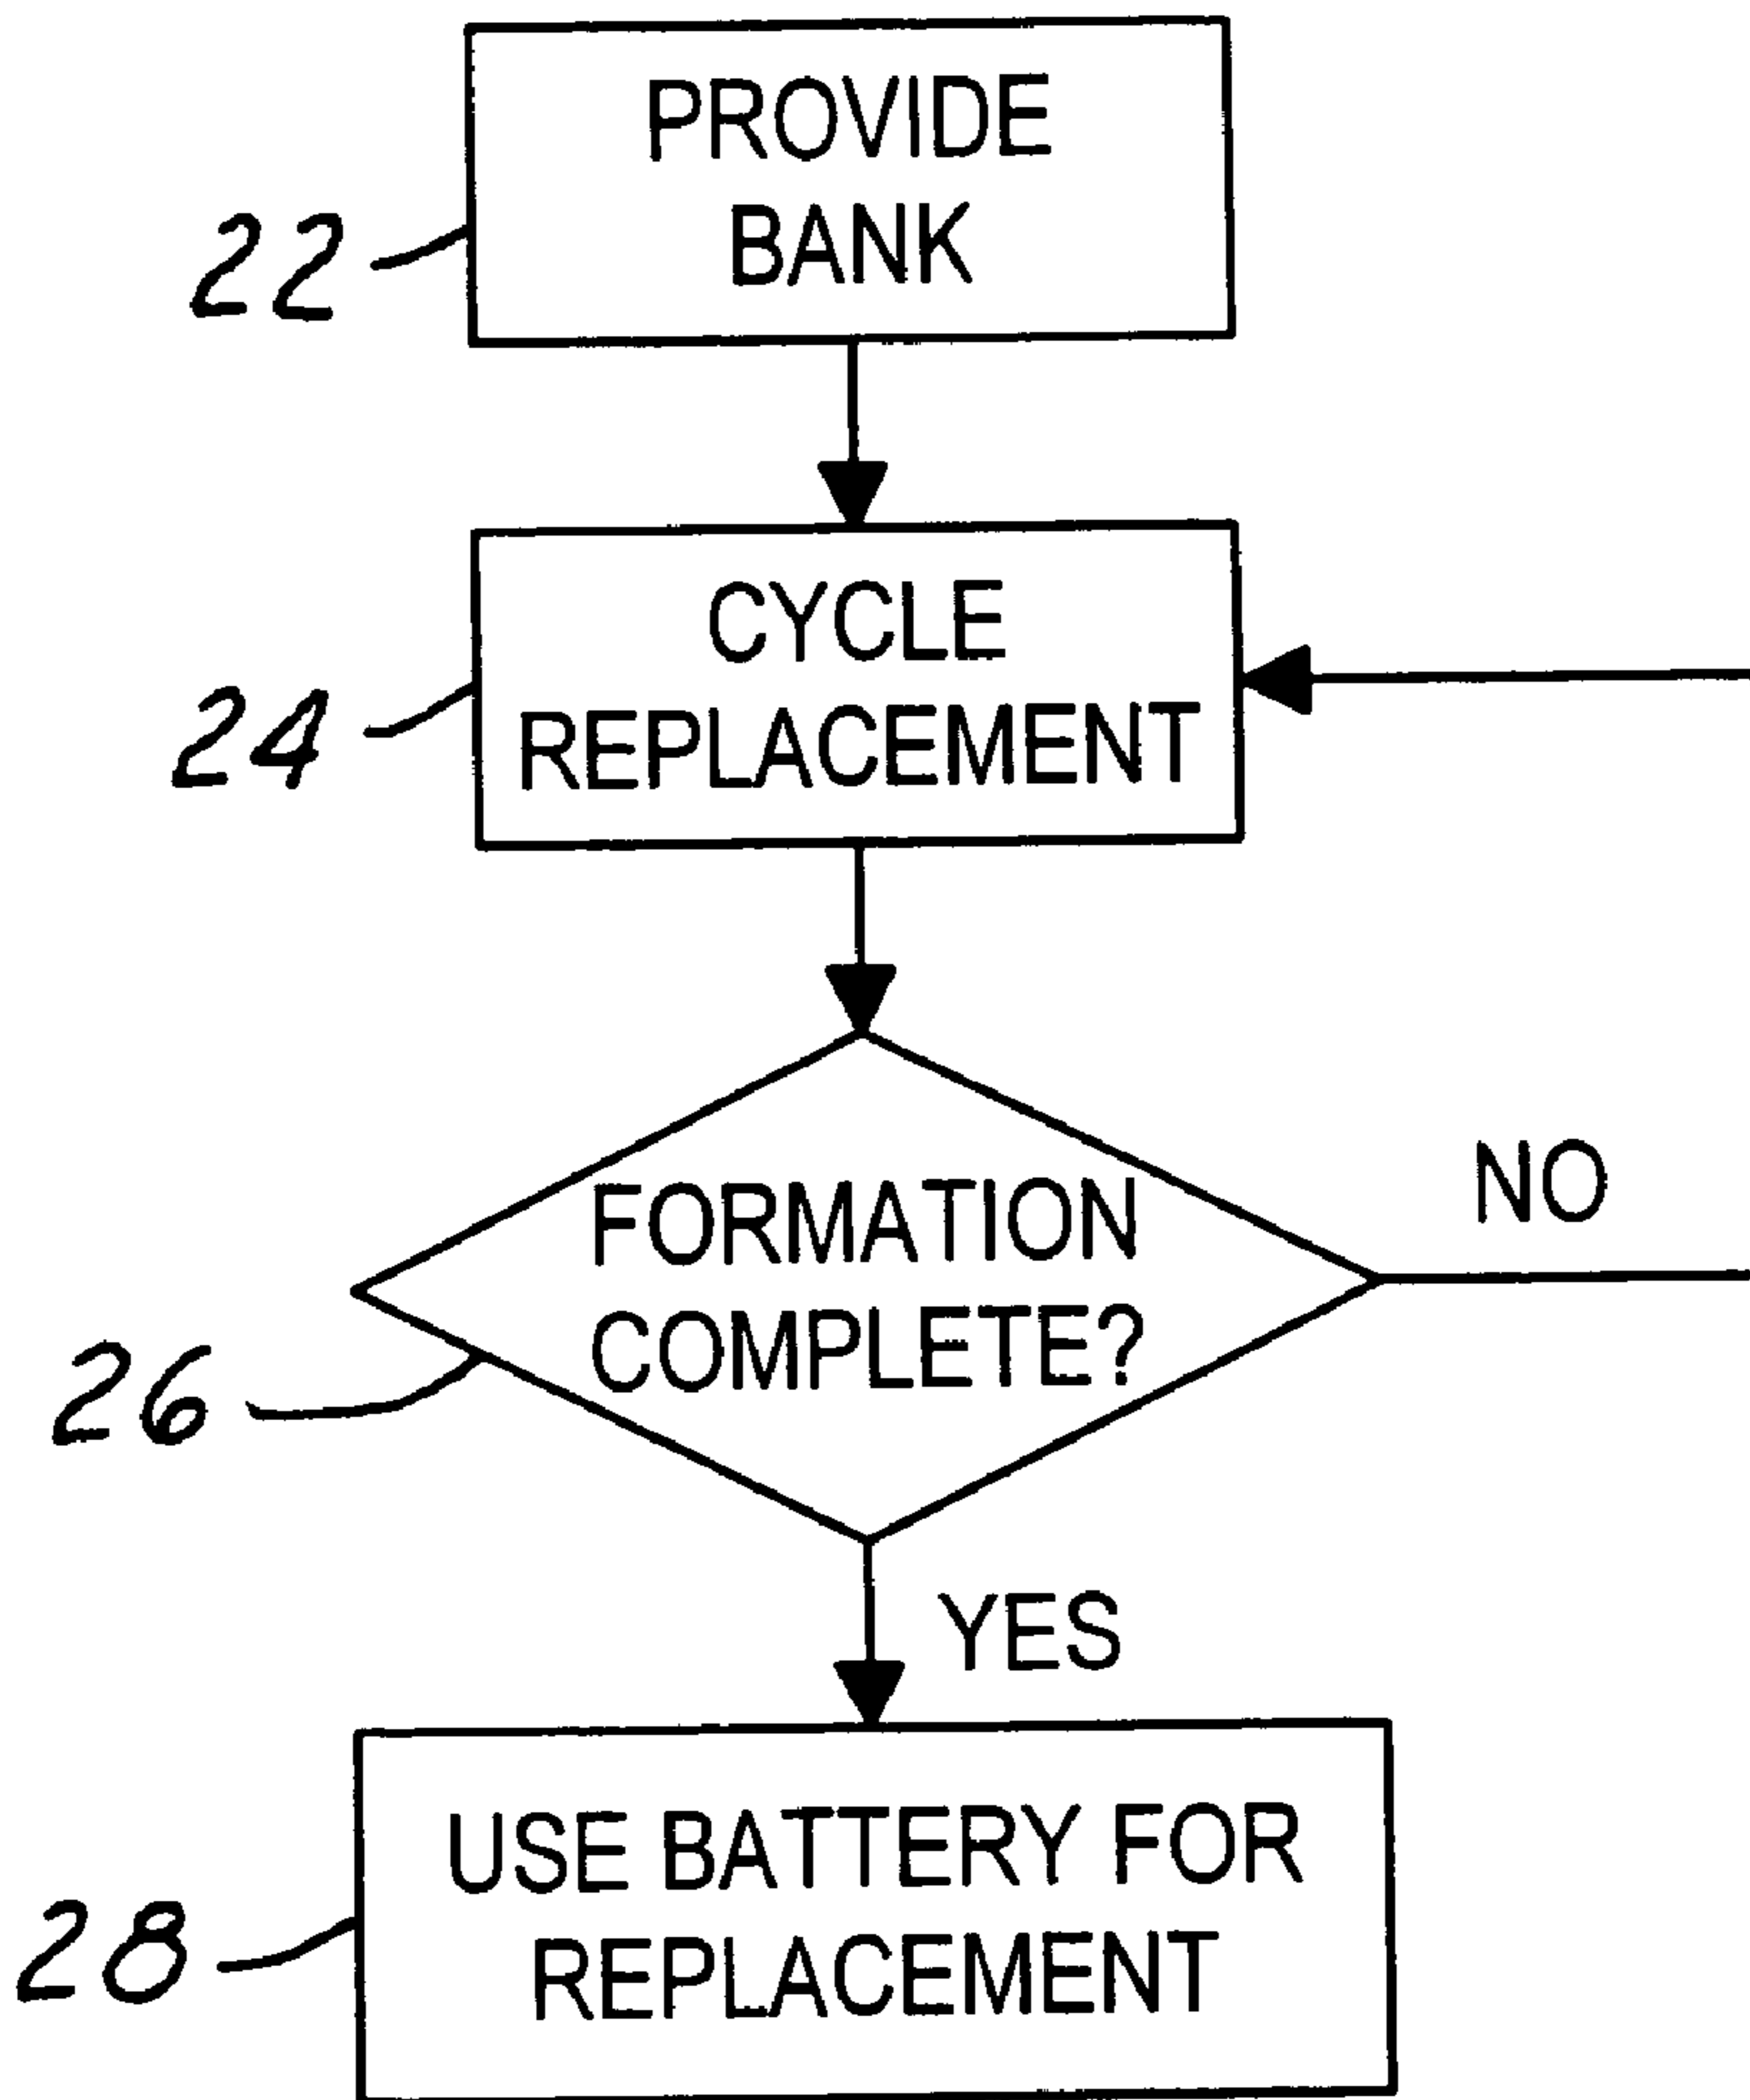 PROVIDE
BANK
22
CYCLE
REPLACEMENT
24
FORMATION
COMPLETE?
NO
26
YES
USE BATTERY FOR
REPLACEMENT
28